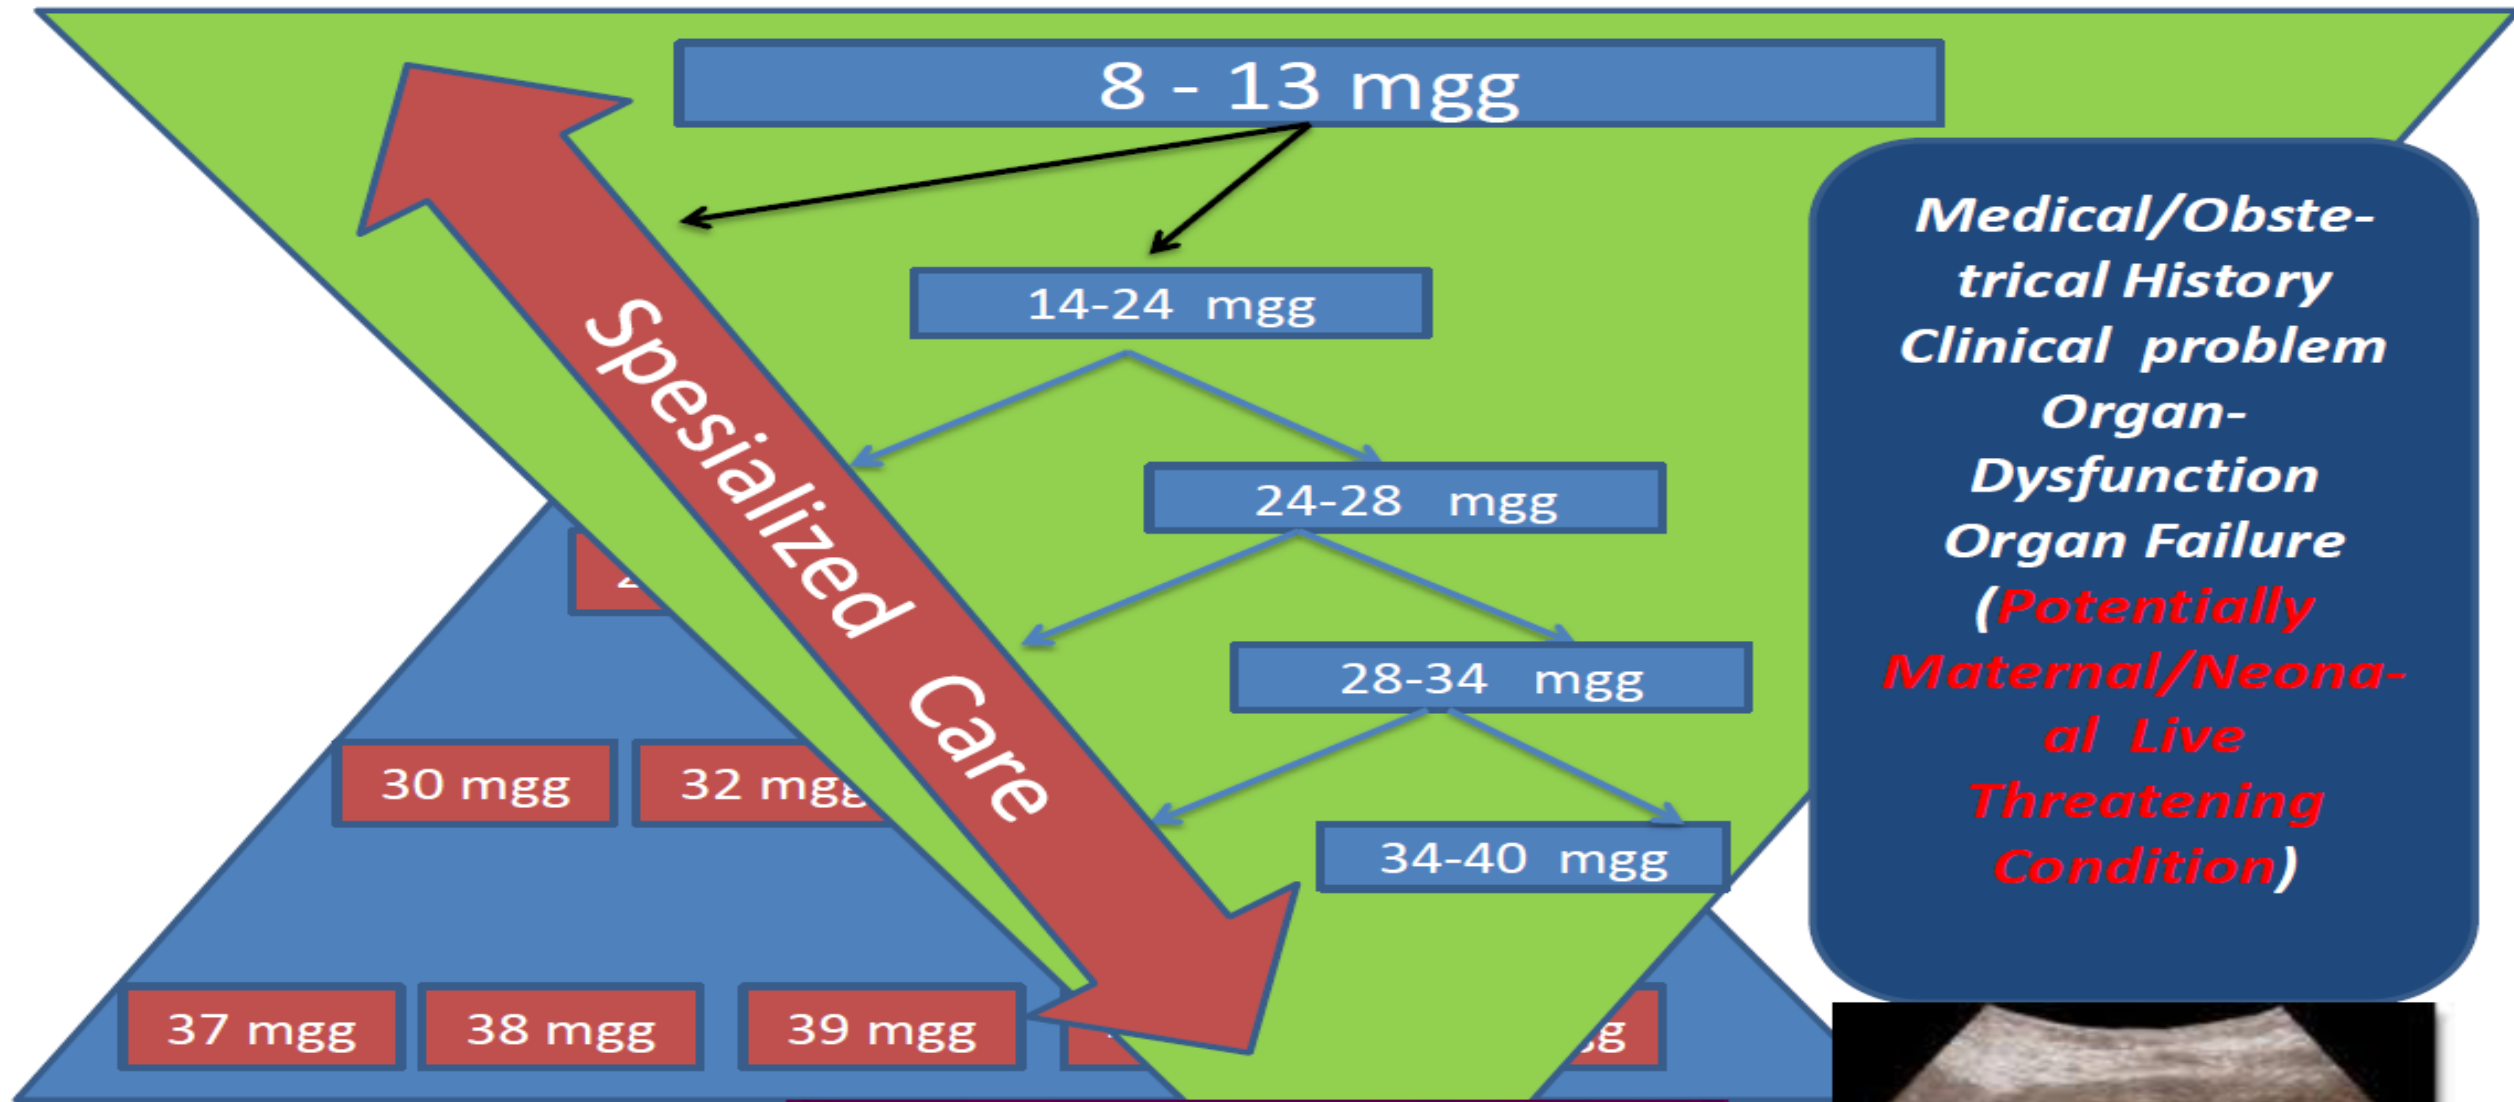 8 - 13 mgg
14-24 mgg
24-28 mgg
28-34 mgg
34-40 mgg
Spesialized Care
30 mgg
32 mgg
37 mgg
38 mgg
39 mgg
Medical/Obste-
trical History
Clinical problem
Organ-
Dysfunction
Organ Failure
(Potentially
Maternal/Neona-
al Live
Threatening
Condition)